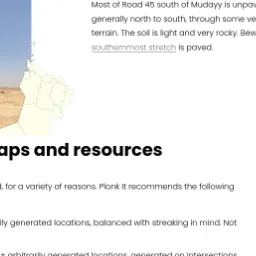 Most of Road 45 south of Mudayy is unpav
generally north to south, through some ve
terrain. The soil is light and very rocky. Bew
southernmost stretch is paved.
aps and resources
, for a variety of reasons. Plonk It recommends the following
ily generated locations, balanced with streaking in mind. Not
+ arbitrarily generated locations, generated on intersections